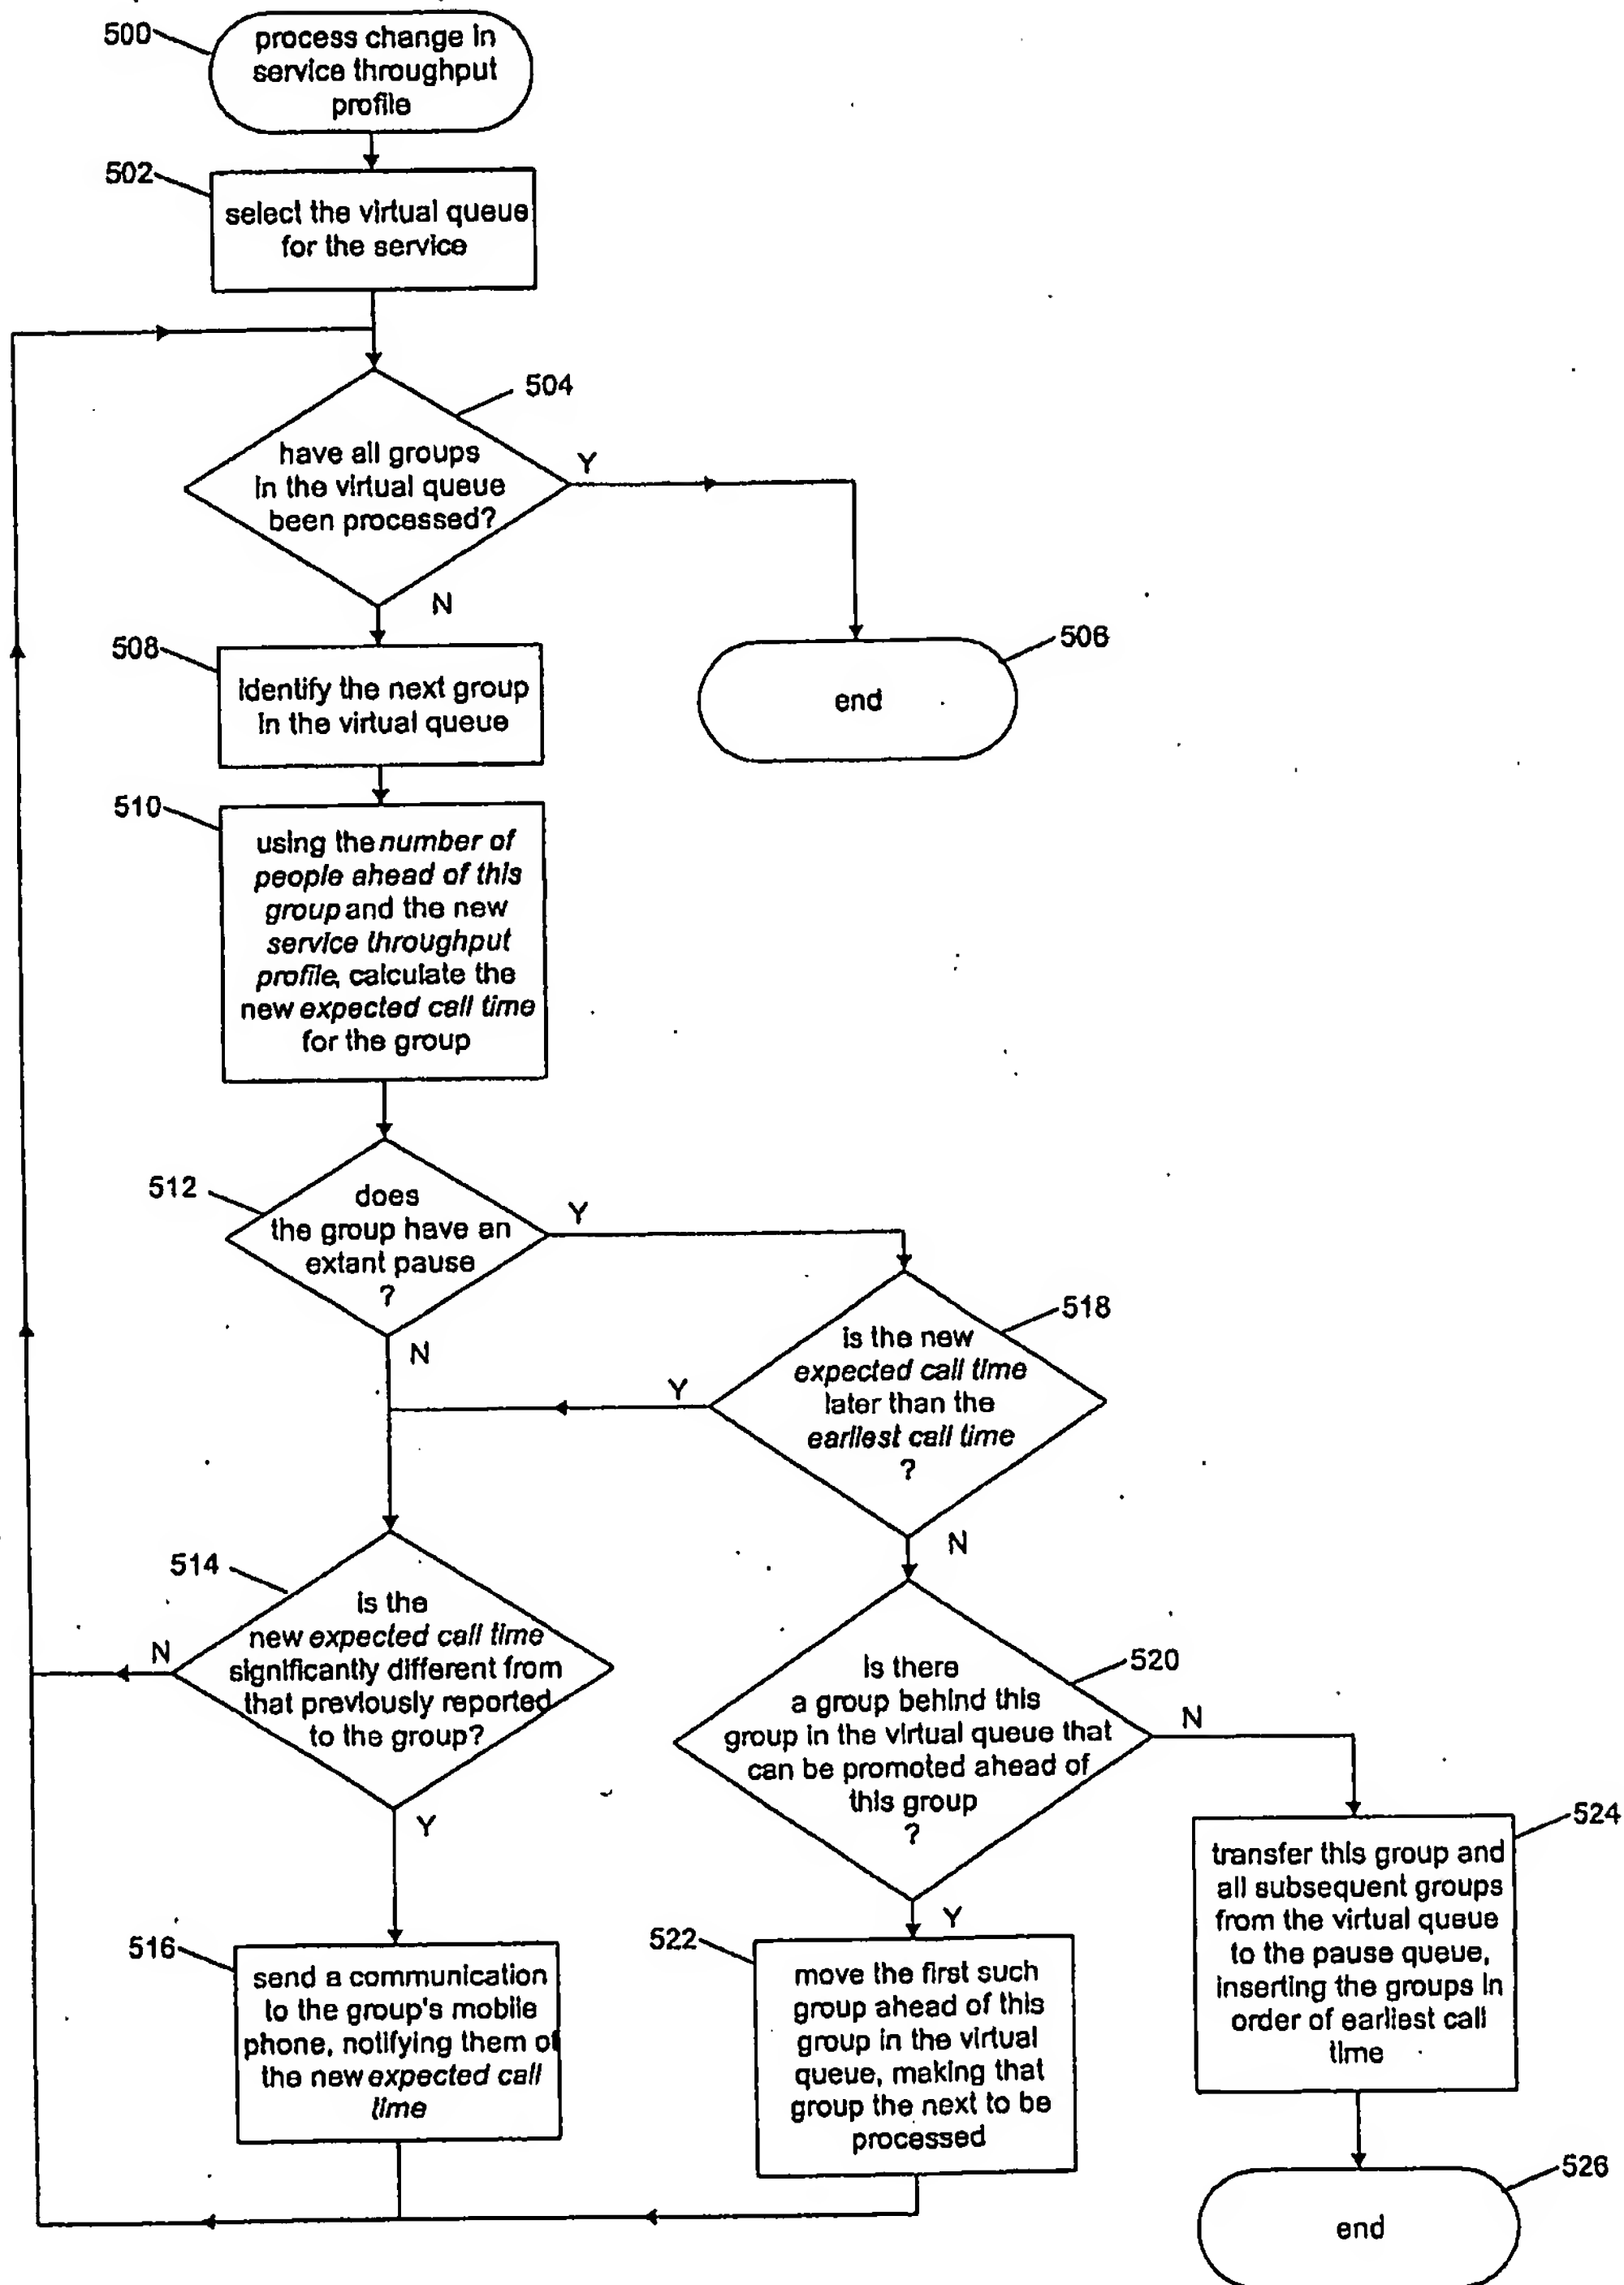 500
process change in
service throughput
profile
502
select the virtual queue
for the service
504
have all groups
in the virtual queue
been processed?
Y
N
506
end
508
identify the next group
in the virtual queue
510
using the number of
people ahead of this
group and the new
service throughput
profile, calculate the
new expected call time
for the group
512
does
the group have an
extant pause
?
Y
N
518
is the new
expected call time
later than the
earliest call time
?
Y
N
514
is the
new expected call time
significantly different from
that previously reported
to the group?
N
Y
520
is there
a group behind this
group in the virtual queue that
can be promoted ahead of
this group
?
N
Y
516
send a communication
to the group's mobile
phone, notifying them of
the new expected call
time
522
move the first such
group ahead of this
group in the virtual
queue, making that
group the next to be
processed
524
transfer this group and
all subsequent groups
from the virtual queue
to the pause queue,
inserting the groups in
order of earliest call
time
526
end